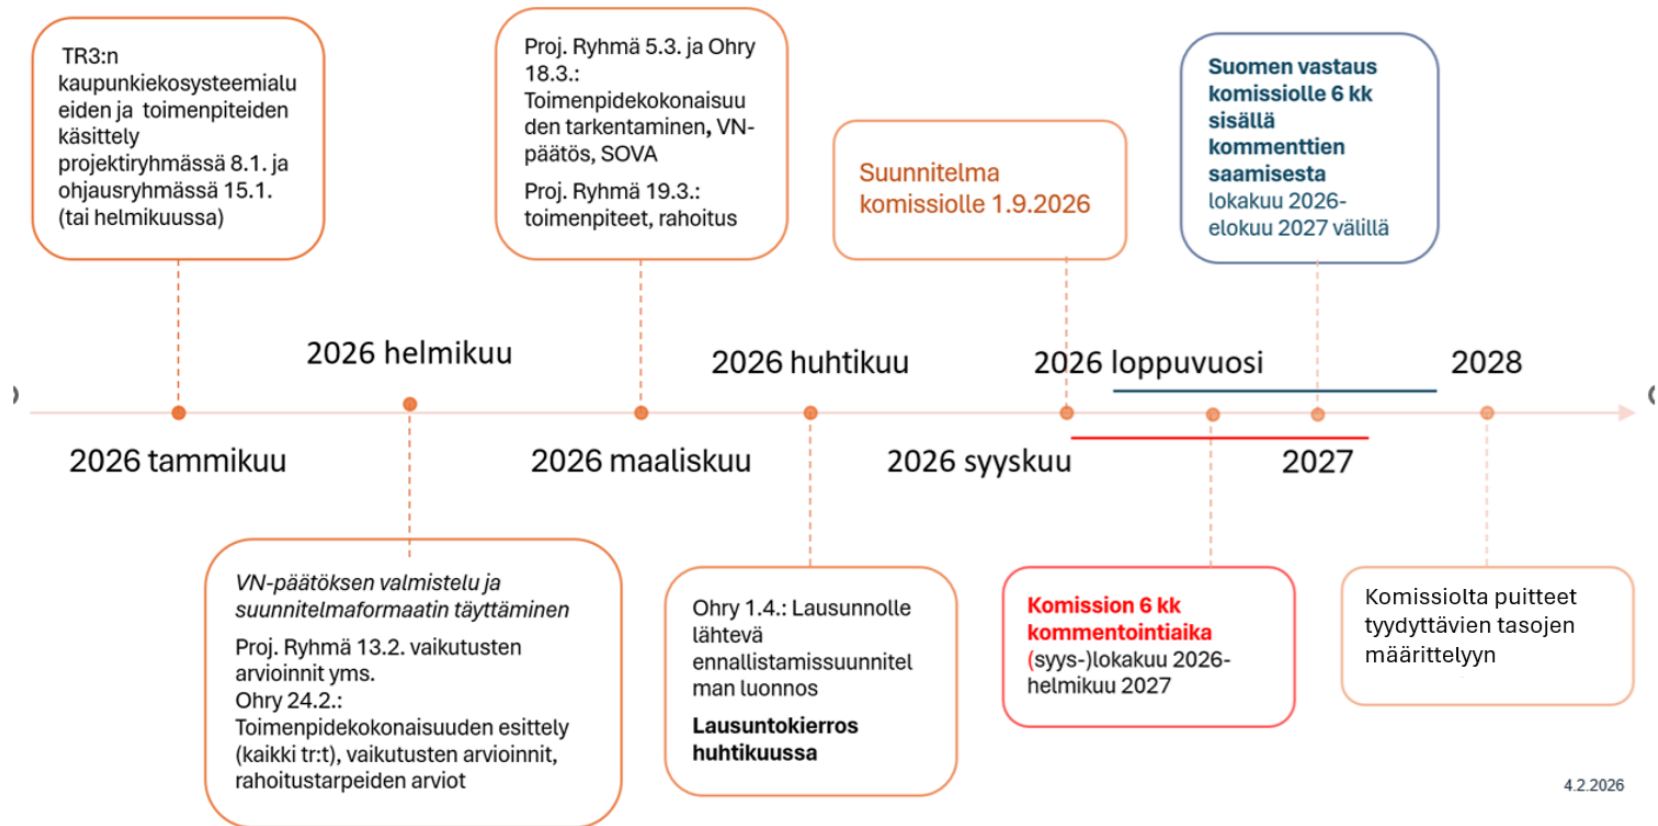 TR3:n
kaupunkiekosysteemialu
eiden ja  toimenpiteiden
käsittely
projektiryhmässä 8.1. ja
ohjausryhmässä 15.1.
(tai helmikuussa)
Proj. Ryhmä 5.3. ja Ohry
18.3.:
Toimenpidekokonaisuu
den tarkentaminen, VN-
päätös, SOVA
Proj. Ryhmä 19.3.:
toimenpiteet, rahoitus
Suunnitelma
komissiolle 1.9.2026
Suomen vastaus
komissiolle 6 kk
sisällä
kommenttien
saamisesta
lokakuu 2026-
elokuu 2027 välillä
2026 helmikuu
2026 huhtikuu
2026 loppuvuosi
2028
2026 tammikuu
2026 maaliskuu
2026 syyskuu
2027
VN-päätöksen valmistelu ja
suunnitelmaformaatin täyttäminen
Proj. Ryhmä 13.2. vaikutusten
arvioinnit yms.
Ohry 24.2.:
Toimenpidekokonaisuuden esittely
(kaikki tr:t), vaikutusten arvioinnit,
rahoitustarpeiden arviot
Ohry 1.4.: Lausunnolle
lähtevä
ennallistamissuunnitel
man luonnos
Lausuntokierros
huhtikuussa
Komission 6 kk
kommentointiaika
(syys-)lokakuu 2026-
helmikuu 2027
Komissiolta puitteet
tyydyttävien tasojen
määrittelyyn
4.2.2026